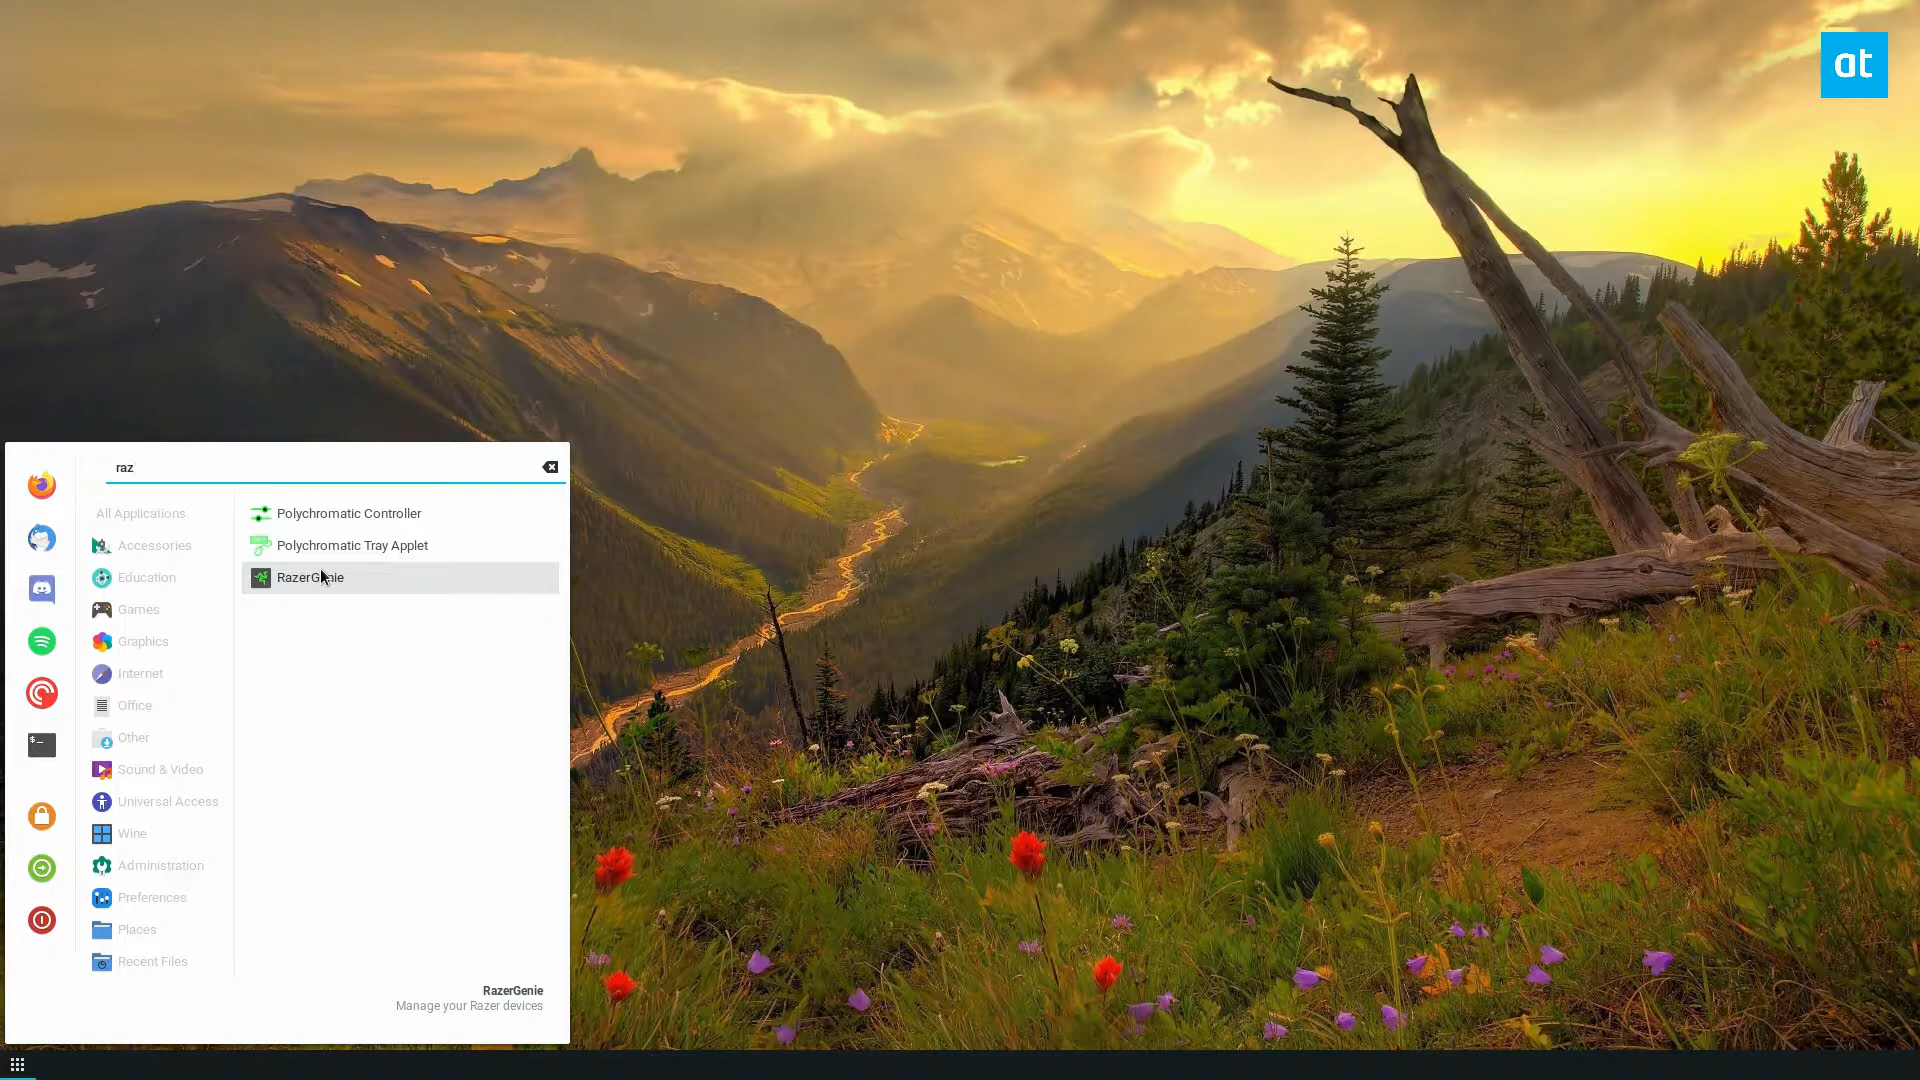 at
raz
All Applications
Accessories
Education
Games
Graphics
Internet
Office
Other
Sound & Video
Universal Access
Wine
Administration
Preferences
Places
Recent Files
Polychromatic Controller
Polychromatic Tray Applet
RazerGenie
$_
RazerGenie
Manage your Razer devices